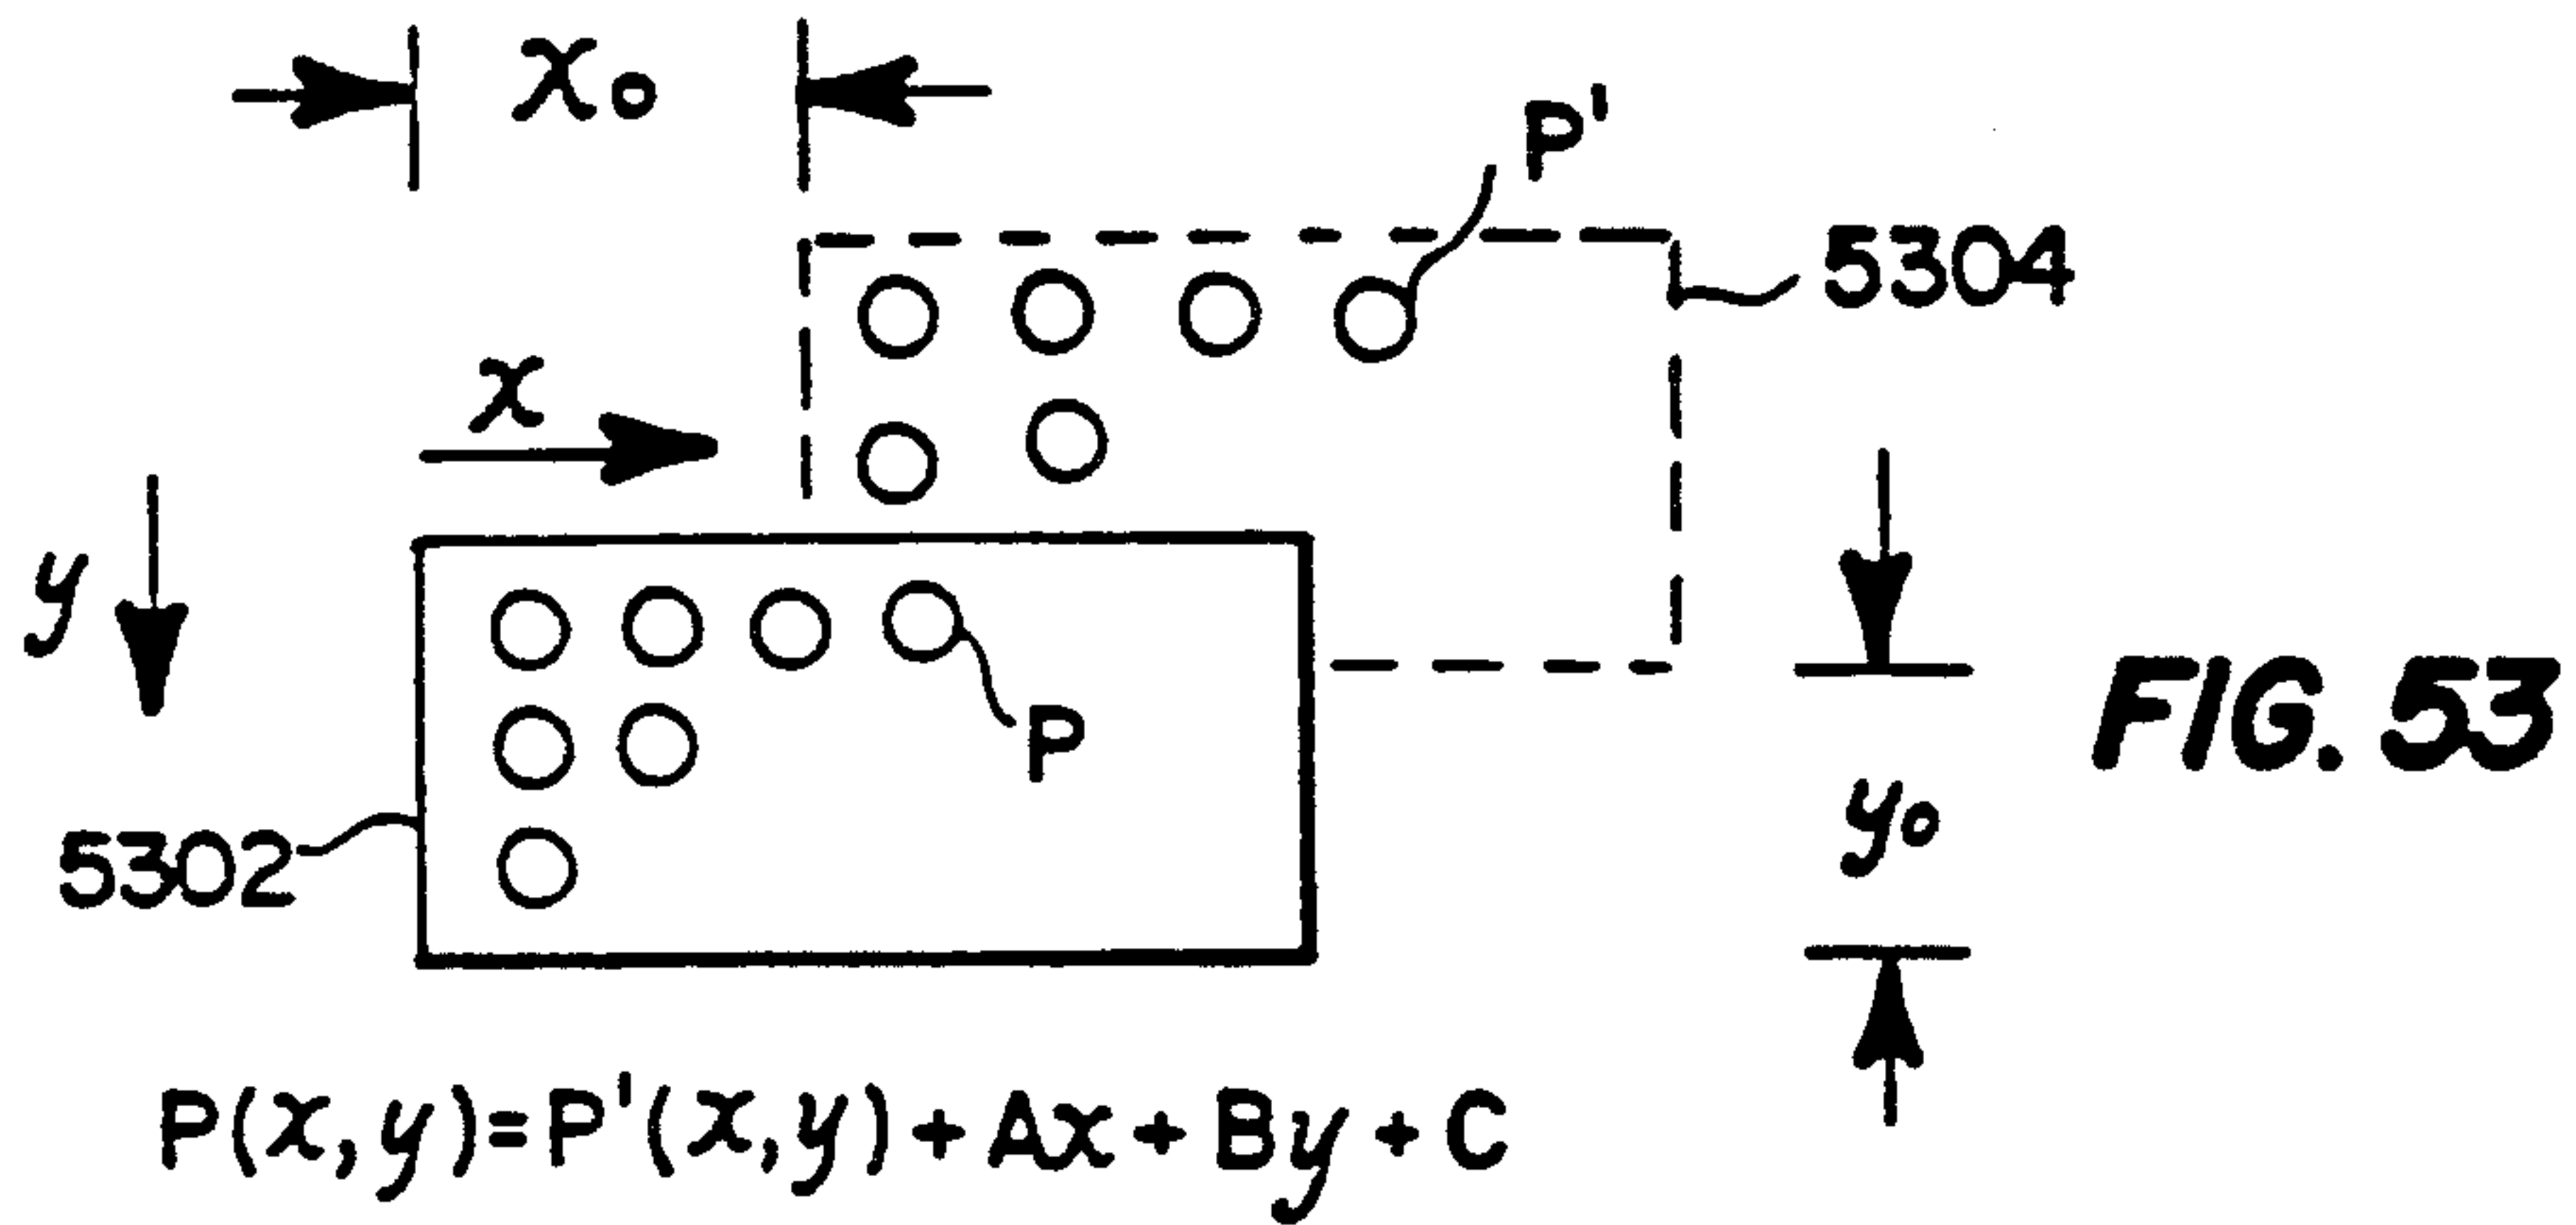 x₀
P'
5304
x
y
P
FIG. 53
y₀
5302
P(x,y)=P'(x,y)+Ax+By+C